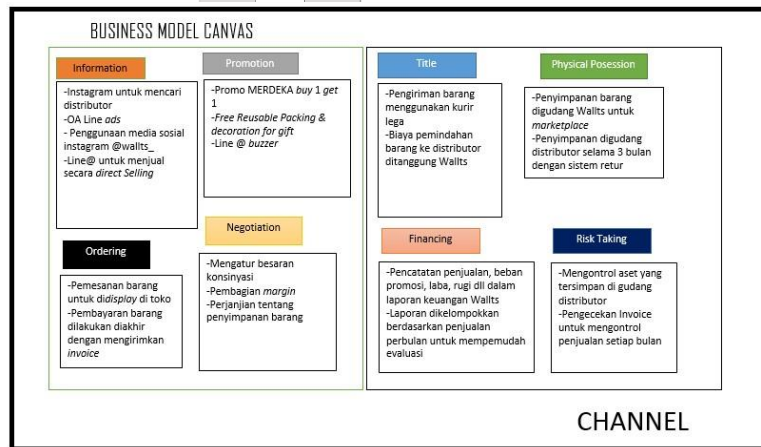 BUSINESS MODEL CANVAS
Information
-Instagram untuk mencari
distributor
-OA Line ads
- Penggunaan media sosial
instagram @wallts_
-Line@ untuk menjual
secara direct Selling
Promotion
-Promo MERDEKA buy 1 get
1
-Free Reusable Packing &
decoration for gift
-Line @ buzzer
Ordering
-Pemesanan barang
untuk didisplay di toko
-Pembayaran barang
dilakukan diakhir
dengan mengirimkan
invoice
Negotiation
-Mengatur besaran
konsinyasi
-Pembagian margin
-Perjanjian tentang
penyimpanan barang
Title
-Pengiriman barang
menggunakan kurir
lega
-Biaya pemindahan
barang ke distributor
ditanggung Wallts
Physical Posession
-Penyimpanan barang
digudang Wallts untuk
marketplace
-Penyimpanan digudang
distributor selama 3 bulan
dengan sistem retur
Financing
-Pencatatan penjualan, beban
promosi, laba, rugi dll dalam
laporan keuangan Wallts
-Laporan dikelompokkan
berdasarkan penjualan
perbulan untuk mempemudah
evaluasi
Risk Taking
-Mengontrol aset yang
tersimpan di gudang
distributor
-Pengecekan Invoice
untuk mengontrol
penjualan setiap bulan
CHANNEL